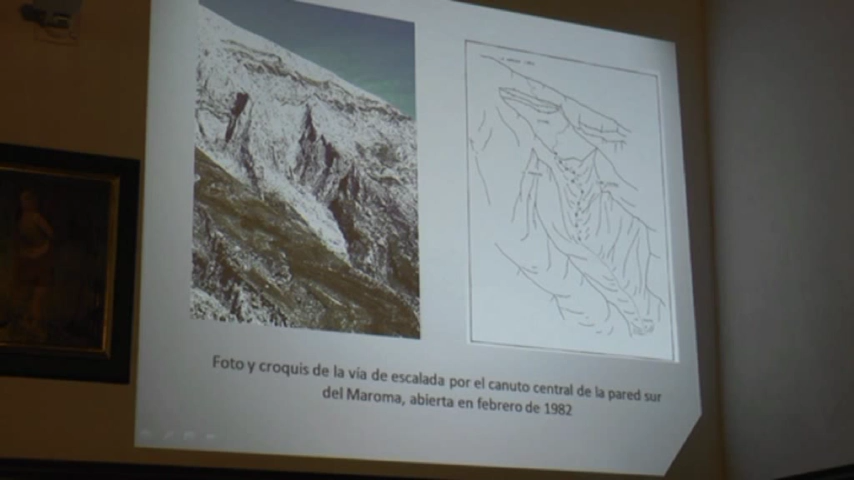 Foto y croquis de la vía de escalada por el canuto central de la pared sur
del Maroma, abierta en febrero de 1982